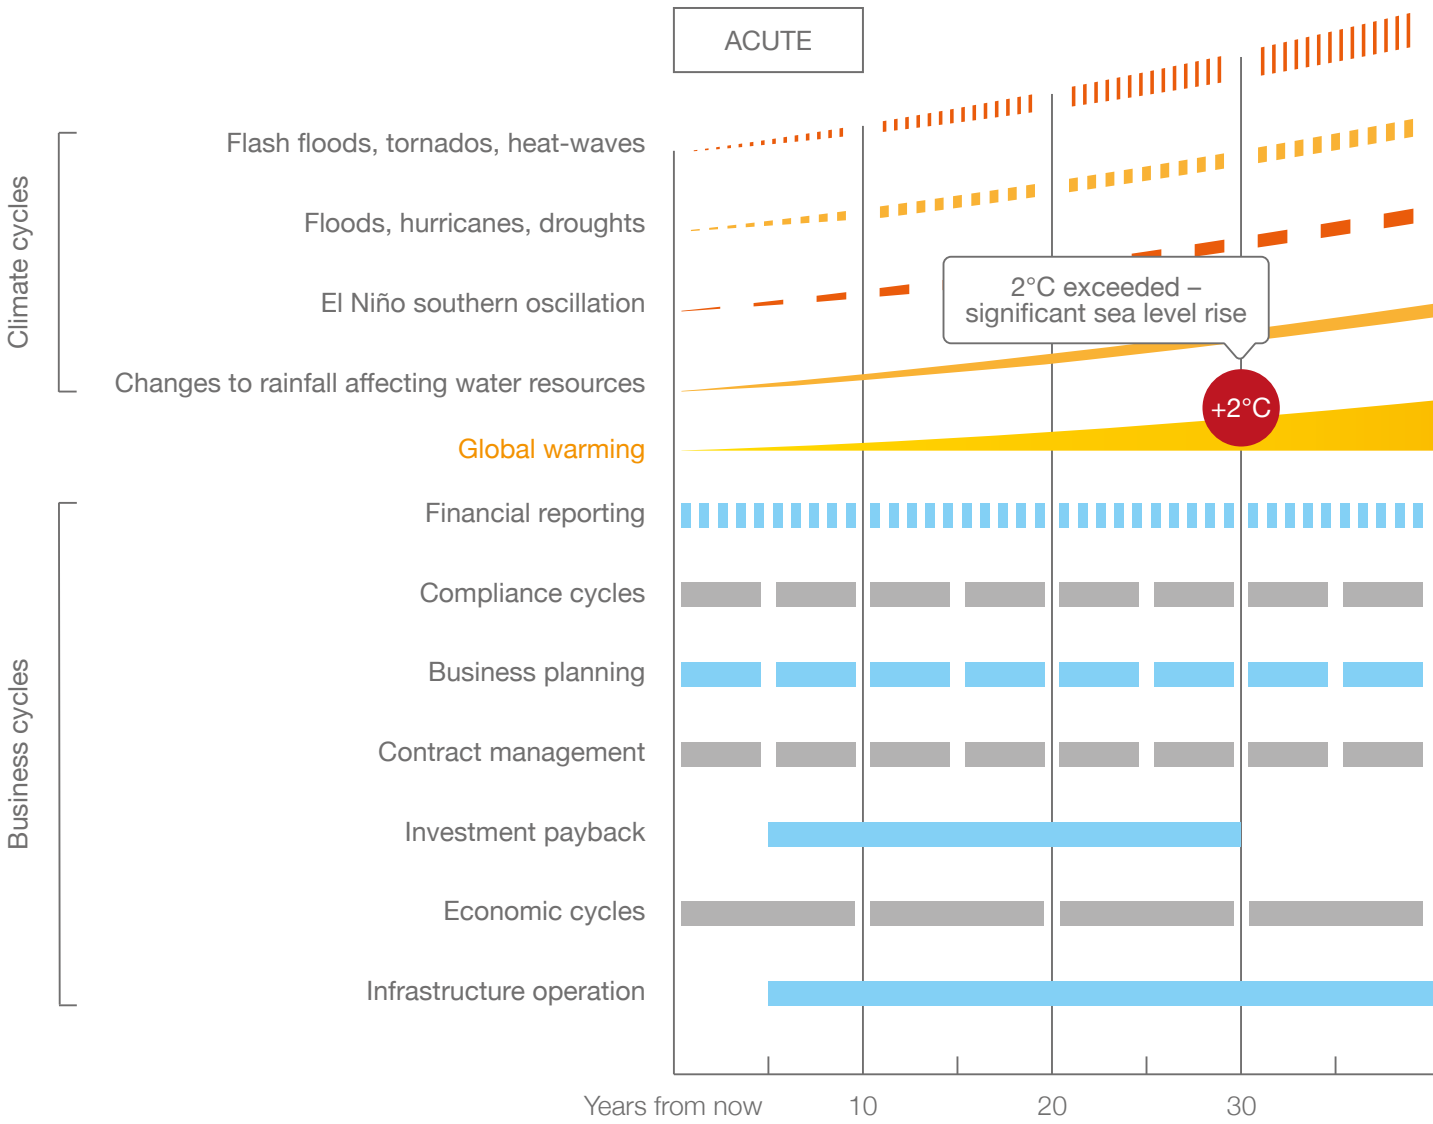 ACUTE
Climate cycles
Flash floods, tornados, heat-waves
Floods, hurricanes, droughts
El Niño southern oscillation
2°C exceeded –
significant sea level rise
Changes to rainfall affecting water resources
+2°C
Global warming
Business cycles
Financial reporting
Compliance cycles
Business planning
Contract management
Investment payback
Economic cycles
Infrastructure operation
Years from now 10 20 30